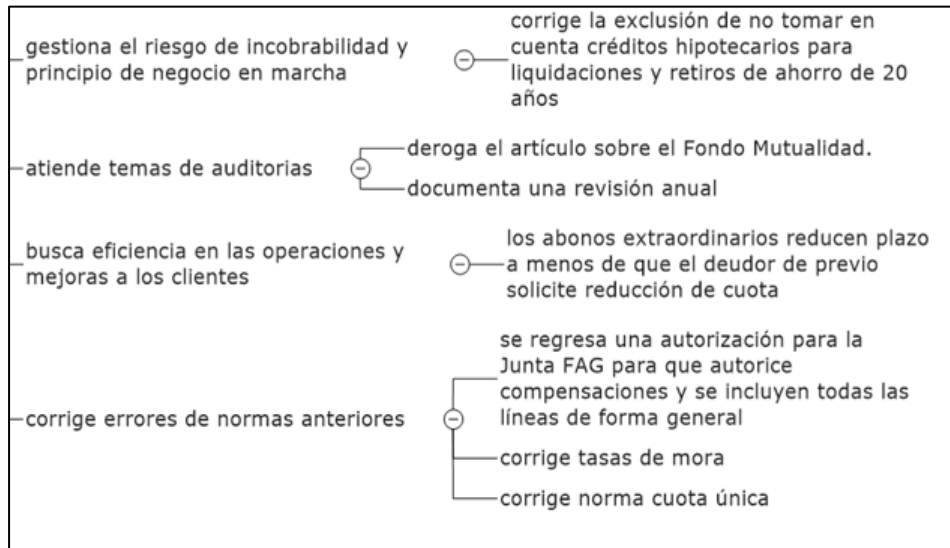 gestiona el riesgo de incobrabilidad y
principio de negocio en marcha
corrige la exclusión de no tomar en
cuenta créditos hipotecarios para
liquidaciones y retiros de ahorro de 20
años
atiende temas de auditorias
deroga el artículo sobre el Fondo Mutualidad.
documenta una revisión anual
busca eficiencia en las operaciones y
mejoras a los clientes
los abonos extraordinarios reducen plazo
a menos de que el deudor de previo
solicite reducción de cuota
corrige errores de normas anteriores
se regresa una autorización para la
Junta FAG para que autorice
compensaciones y se incluyen todas las
líneas de forma general
corrige tasas de mora
corrige norma cuota única